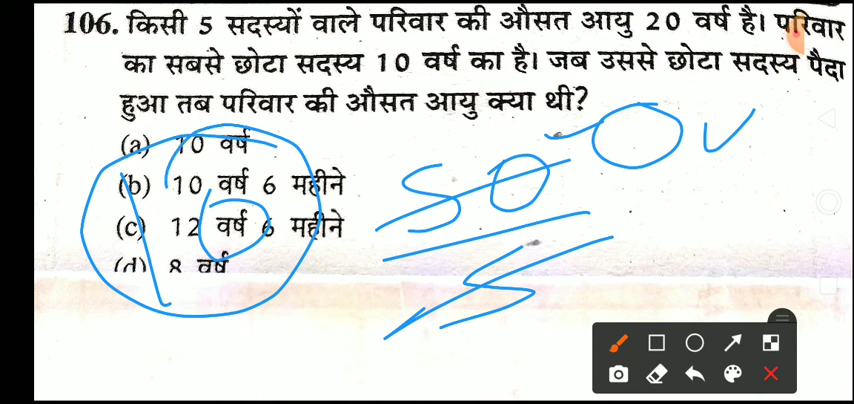 106. किसी 5 सदस्यों वाले परिवार की औसत आयु 20 वर्ष है। परिवार
का सबसे छोटा सदस्य 10 वर्ष का है। जब उससे छोटा सदस्य पैदा
हुआ तब परिवार की औसत आयु क्या थी?
(a) 10 वर्ष
(b) 10 वर्ष 6 महीने
(c) 12 वर्ष 6 महीने
(d) 8 वर्ष